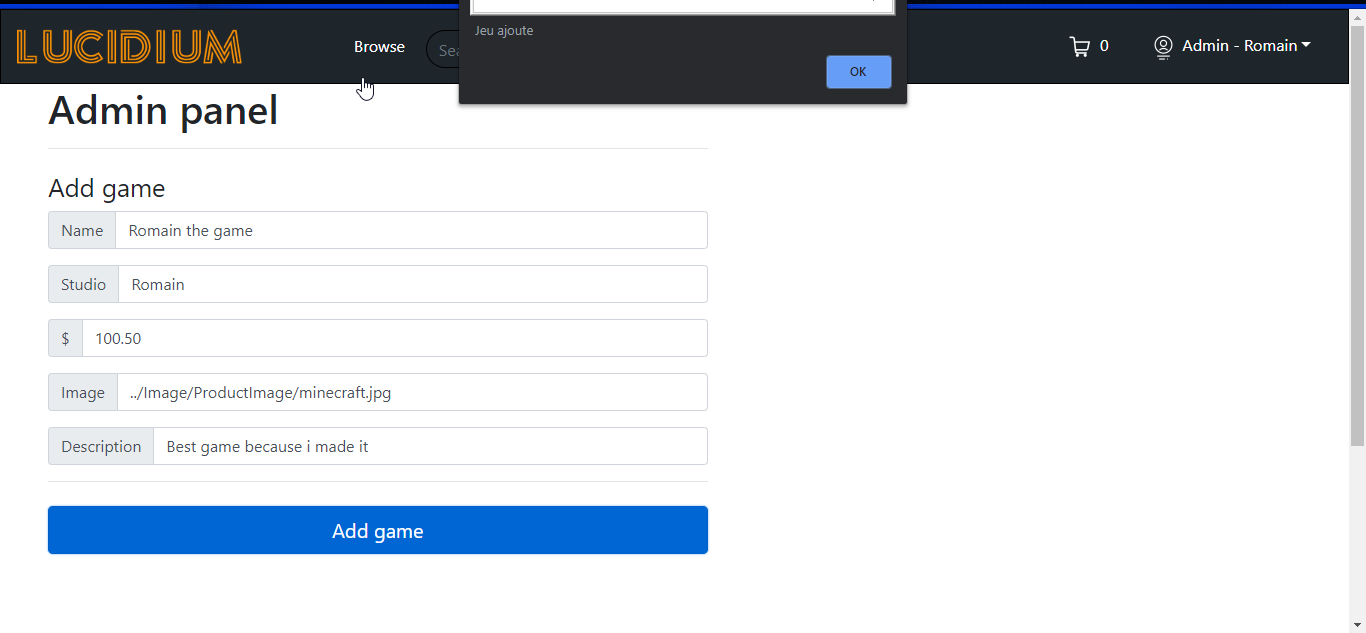 LUCIDIUM
Browse
Sea
Jeu ajoute
OK
0
Admin - Romain
Admin panel
Add game
Name Romain the game
Studio Romain
$ 100.50
Image ../Image/ProductImage/minecraft.jpg
Description Best game because i made it
Add game